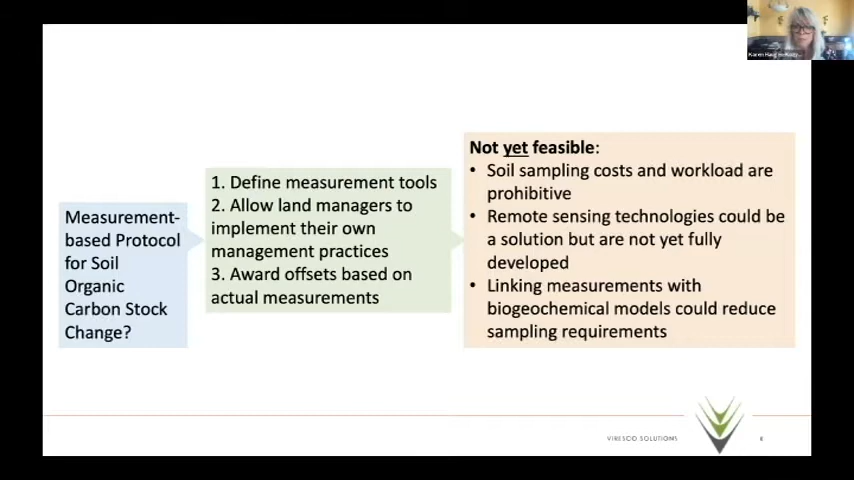 Measurement-
based Protocol
for Soil
Organic
Carbon Stock
Change?
1. Define measurement tools
2. Allow land managers to
implement their own
management practices
3. Award offsets based on
actual measurements
Not yet feasible:
• Soil sampling costs and workload are
prohibitive
• Remote sensing technologies could be
a solution but are not yet fully
developed
• Linking measurements with
biogeochemical models could reduce
sampling requirements
VIRESCO SOLUTIONS
Karen